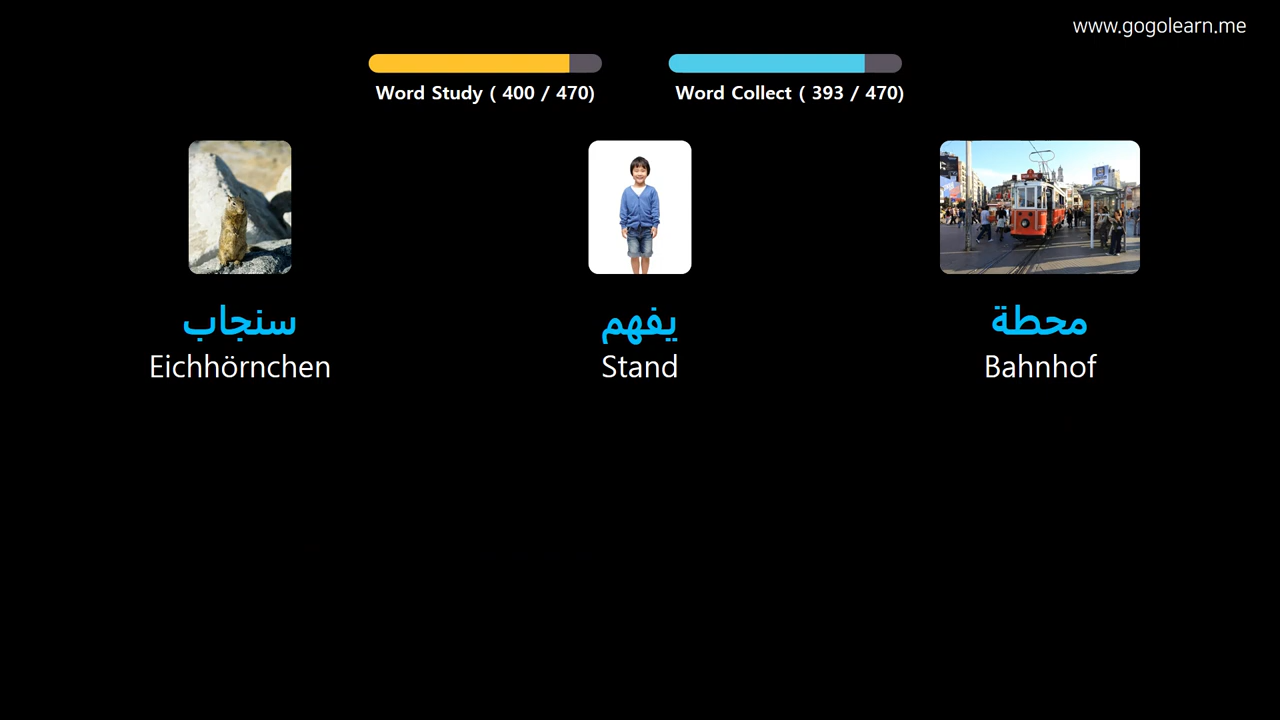 www.gogolearn.me
Word Study ( 400 / 470)
Word Collect ( 393 / 470)
سنجاب
Eichhörnchen
يفهم
Stand
محطة
Bahnhof